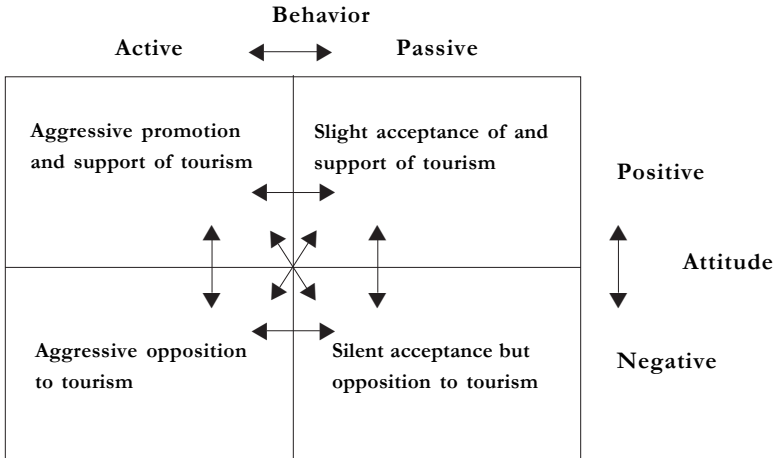 Behavior
Active
Passive
Aggressive promotion
and support of tourism
Slight acceptance of and
support of tourism
Positive
Attitude
Aggressive opposition
to tourism
Silent acceptance but
opposition to tourism
Negative